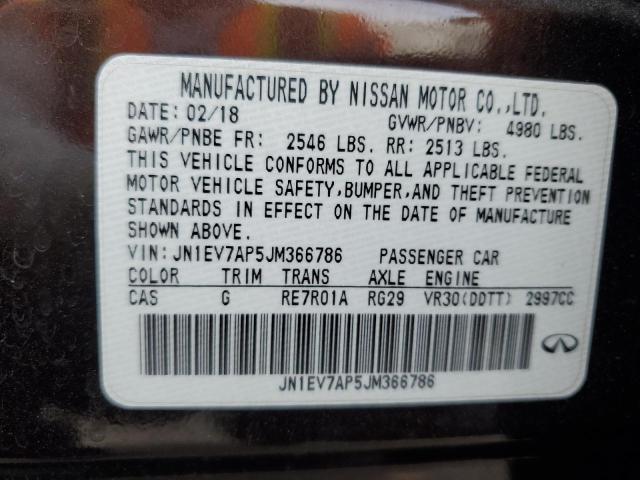 MANUFACTURED BY NISSAN MOTOR CO.,LTD.
DATE: 02/18 GVWR/PNBV: 4980 LBS.
GAWR/PNBE FR: 2546 LBS. RR: 2513 LBS.
THIS VEHICLE CONFORMS TO ALL APPLICABLE FEDERAL
MOTOR VEHICLE SAFETY,BUMPER,AND THEFT PREVENTION
STANDARDS IN EFFECT ON THE DATE OF MANUFACTURE
SHOWN ABOVE.
VIN:JN1EV7AP5JM366786 PASSENGER CAR
COLOR TRIM TRANS AXLE ENGINE
CAS G RE7R01A RG29 VR30(DDTT) 2997CC
JN1EV7AP5JM366786